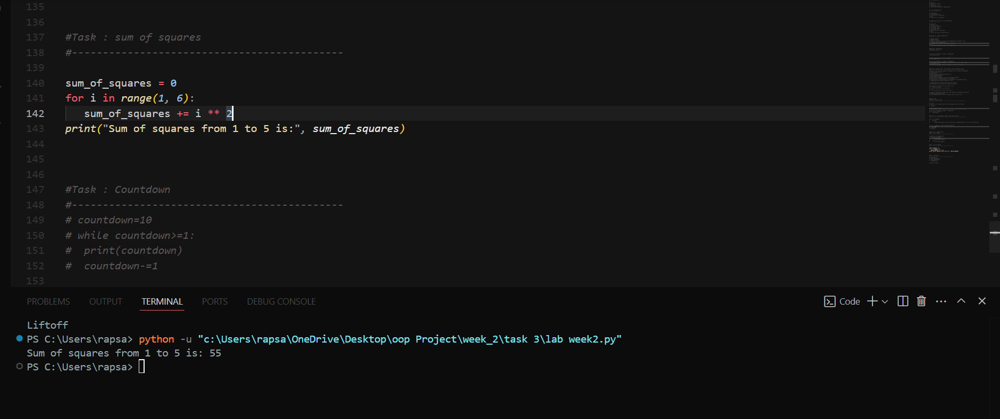 135
136
137 #Task : sum of squares
138 #--------------------------------------------
139
140 sum_of_squares = 0
141 for i in range(1, 6):
142    sum_of_squares += i ** 2
143 print("Sum of squares from 1 to 5 is:", sum_of_squares)
144
145
146
147 #Task : Countdown
148 #--------------------------------------------
149 # countdown=10
150 # while countdown>=1:
151 #  print(countdown)
152 #  countdown-=1
153
PROBLEMS OUTPUT TERMINAL PORTS DEBUG CONSOLE Code
Liftoff
PS C:\Users\rapsa> python -u "c:\Users\rapsa\OneDrive\Desktop\oop Project\week_2\task 3\lab week2.py"
Sum of squares from 1 to 5 is: 55
PS C:\Users\rapsa>